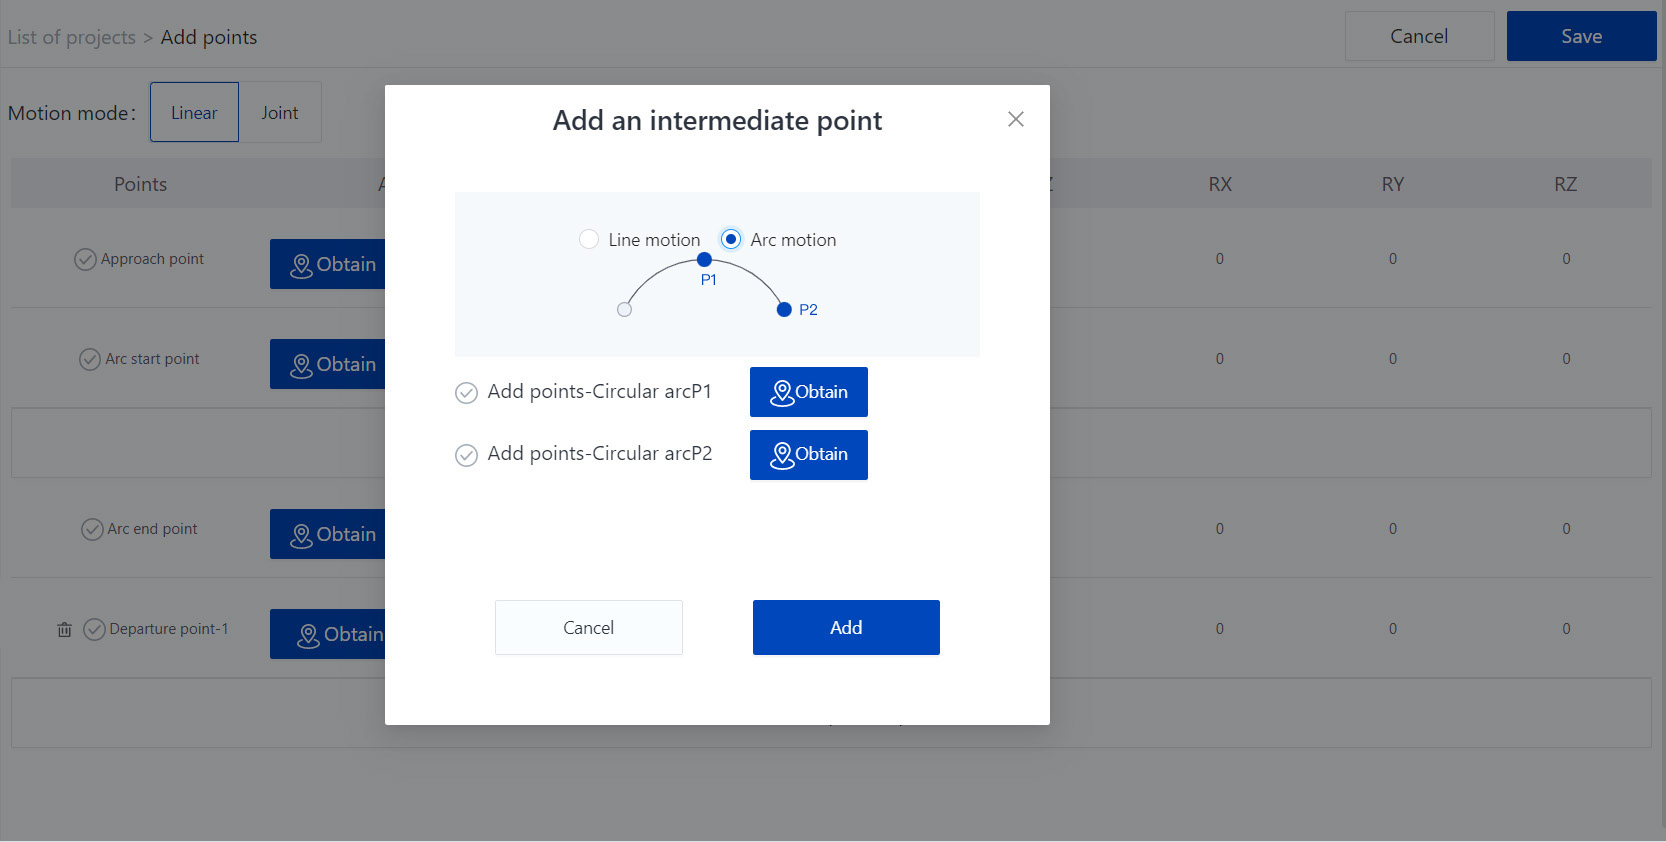 List of projects > Add points
Cancel
Save
Motion mode:
Linear
Joint
Points
RX
RY
RZ
Approach point
Obtain
0
0
0
Arc start point
Obtain
0
0
0
Arc end point
Obtain
0
0
0
Departure point-1
Obtain
0
0
0
Add an intermediate point
Line motion
Arc motion
P1
P2
Add points-Circular arcP1
Obtain
Add points-Circular arcP2
Obtain
Cancel
Add